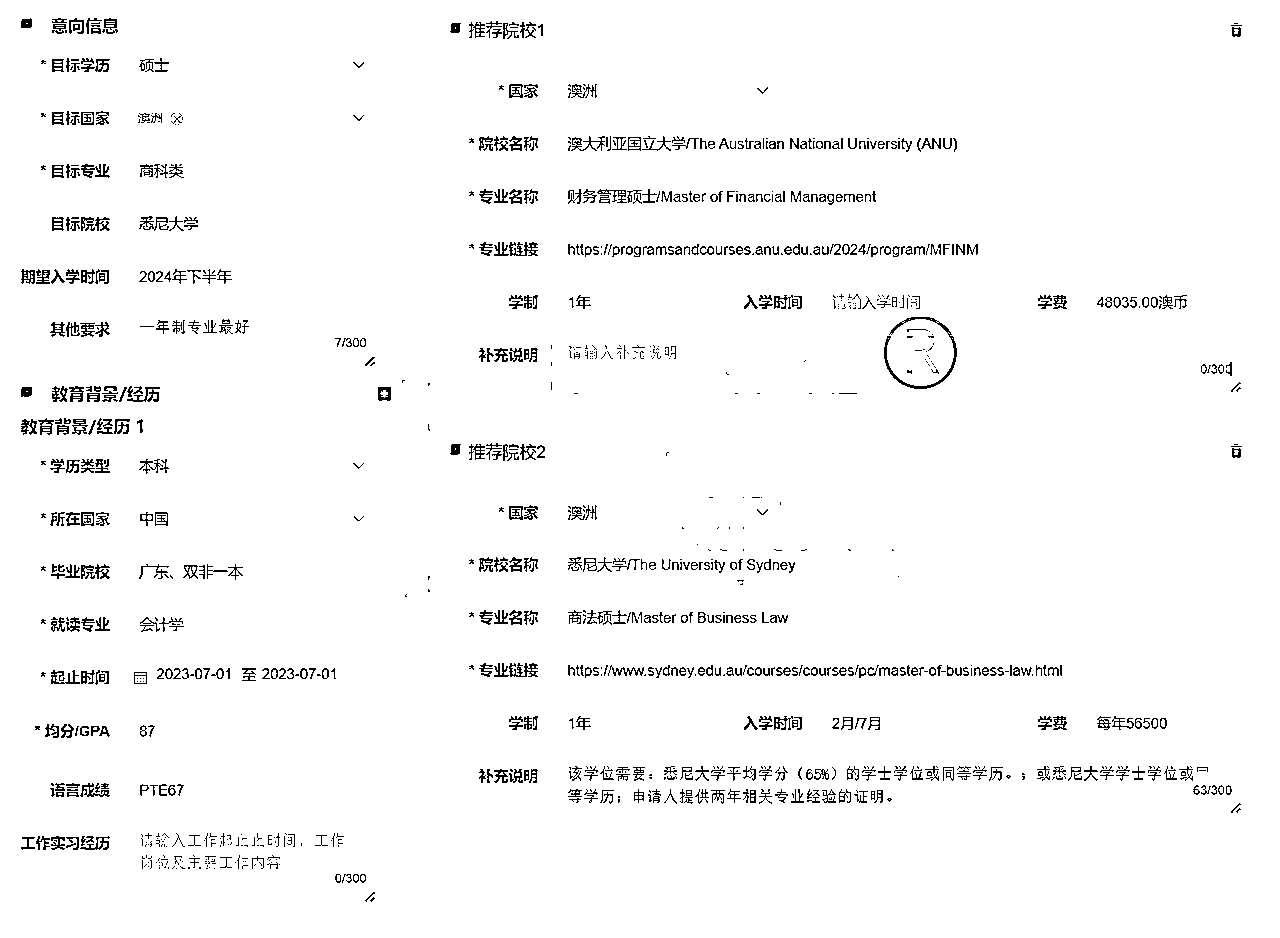 意向信息
* 目标学历 硕士
* 目标国家 澳洲
* 目标专业 商科类
目标院校 悉尼大学
期望入学时间 2024年下半年
其他要求 一年制专业最好
7/300
教育背景/经历
教育背景/经历 1
* 学历类型 本科
* 所在国家 中国
* 毕业院校 广东、双非一本
* 就读专业 会计学
* 起止时间 2023-07-01 至 2023-07-01
* 均分/GPA 87
语言成绩 PTE67
工作实习经历 请输入工作起止时间，工作
岗位及主要工作内容
0/300
推荐院校1
* 国家 澳洲
* 院校名称 澳大利亚国立大学/The Australian National University (ANU)
* 专业名称 财务管理硕士/Master of Financial Management
* 专业链接 https://programsandcourses.anu.edu.au/2024/program/MFINM
学制 1年 入学时间 请输入入学时间 学费 48035.00澳币
补充说明 请输入补充说明
R
0/300
推荐院校2
* 国家 澳洲
* 院校名称 悉尼大学/The University of Sydney
* 专业名称 商法硕士/Master of Business Law
* 专业链接 https://www.sydney.edu.au/courses/courses/pc/master-of-business-law.html
学制 1年 入学时间 2月/7月 学费 每年56500
补充说明 该学位需要：悉尼大学平均学分（65%）的学士学位或同等学历。；或悉尼大学学士学位或
等学历；申请人提供两年相关专业经验的证明。
63/300